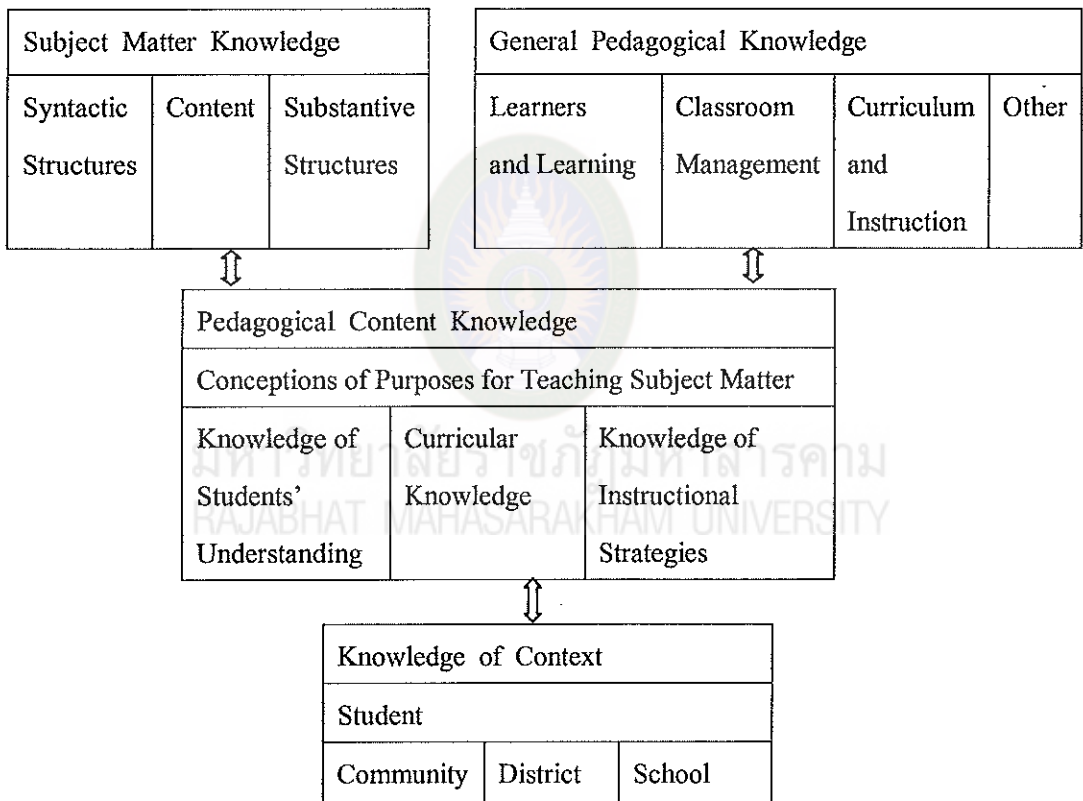 Subject Matter Knowledge
Syntactic
Structures
Content
Substantive
Structures
General Pedagogical Knowledge
Learners
and Learning
Classroom
Management
Curriculum
and
Instruction
Other
Pedagogical Content Knowledge
Conceptions of Purposes for Teaching Subject Matter
Knowledge of
Students’
Understanding
Curricular
Knowledge
Knowledge of
Instructional
Strategies
มหาวิทยาลัยราชภัฏมหาสารคาม
RAJABHAT MAHASARAKHAM UNIVERSITY
Knowledge of Context
Student
Community
District
School